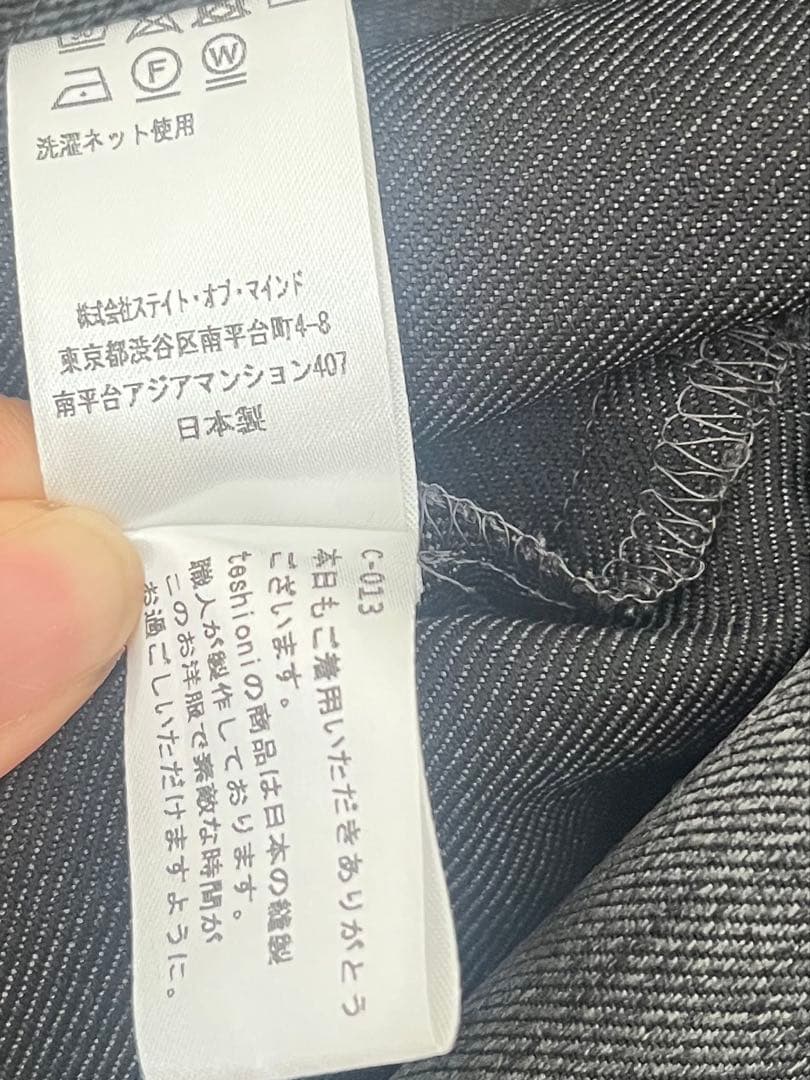 F
W
洗濯ネット使用
株式会社ステイト・オブ・マインド
東京都渋谷区南平台町4-8
南平台アジアマンション407
日本製
C-013
本日もご着用いただきありがとう
ございます。
teshioniの商品は日本の縫製
職人が製作しております。
このお洋服で素敵な時間が
お過ごしいただけますように。